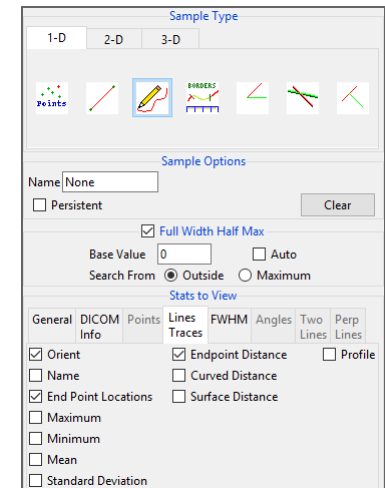 Sample Type
1-D 2-D 3-D
Points BORDERS
Sample Options
Name None
Persistent Clear
Full Width Half Max
Base Value 0 Auto
Search From Outside Maximum
Stats to View
General DICOM Info Points Lines Traces FWHM Angles Two Lines Perp Lines
Orient Endpoint Distance Profile
Name Curved Distance
End Point Locations Surface Distance
Maximum
Minimum
Mean
Standard Deviation